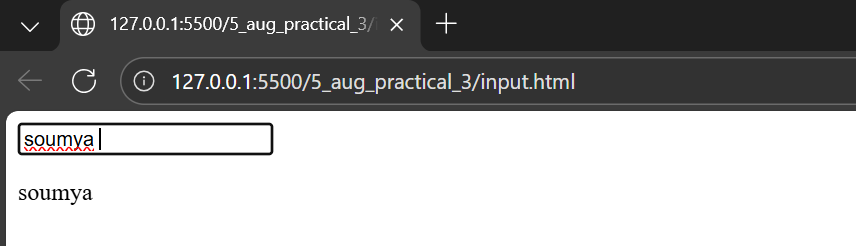 127.0.0.1:5500/5_aug_practical_3/i
127.0.0.1:5500/5_aug_practical_3/input.html
soumya
soumya